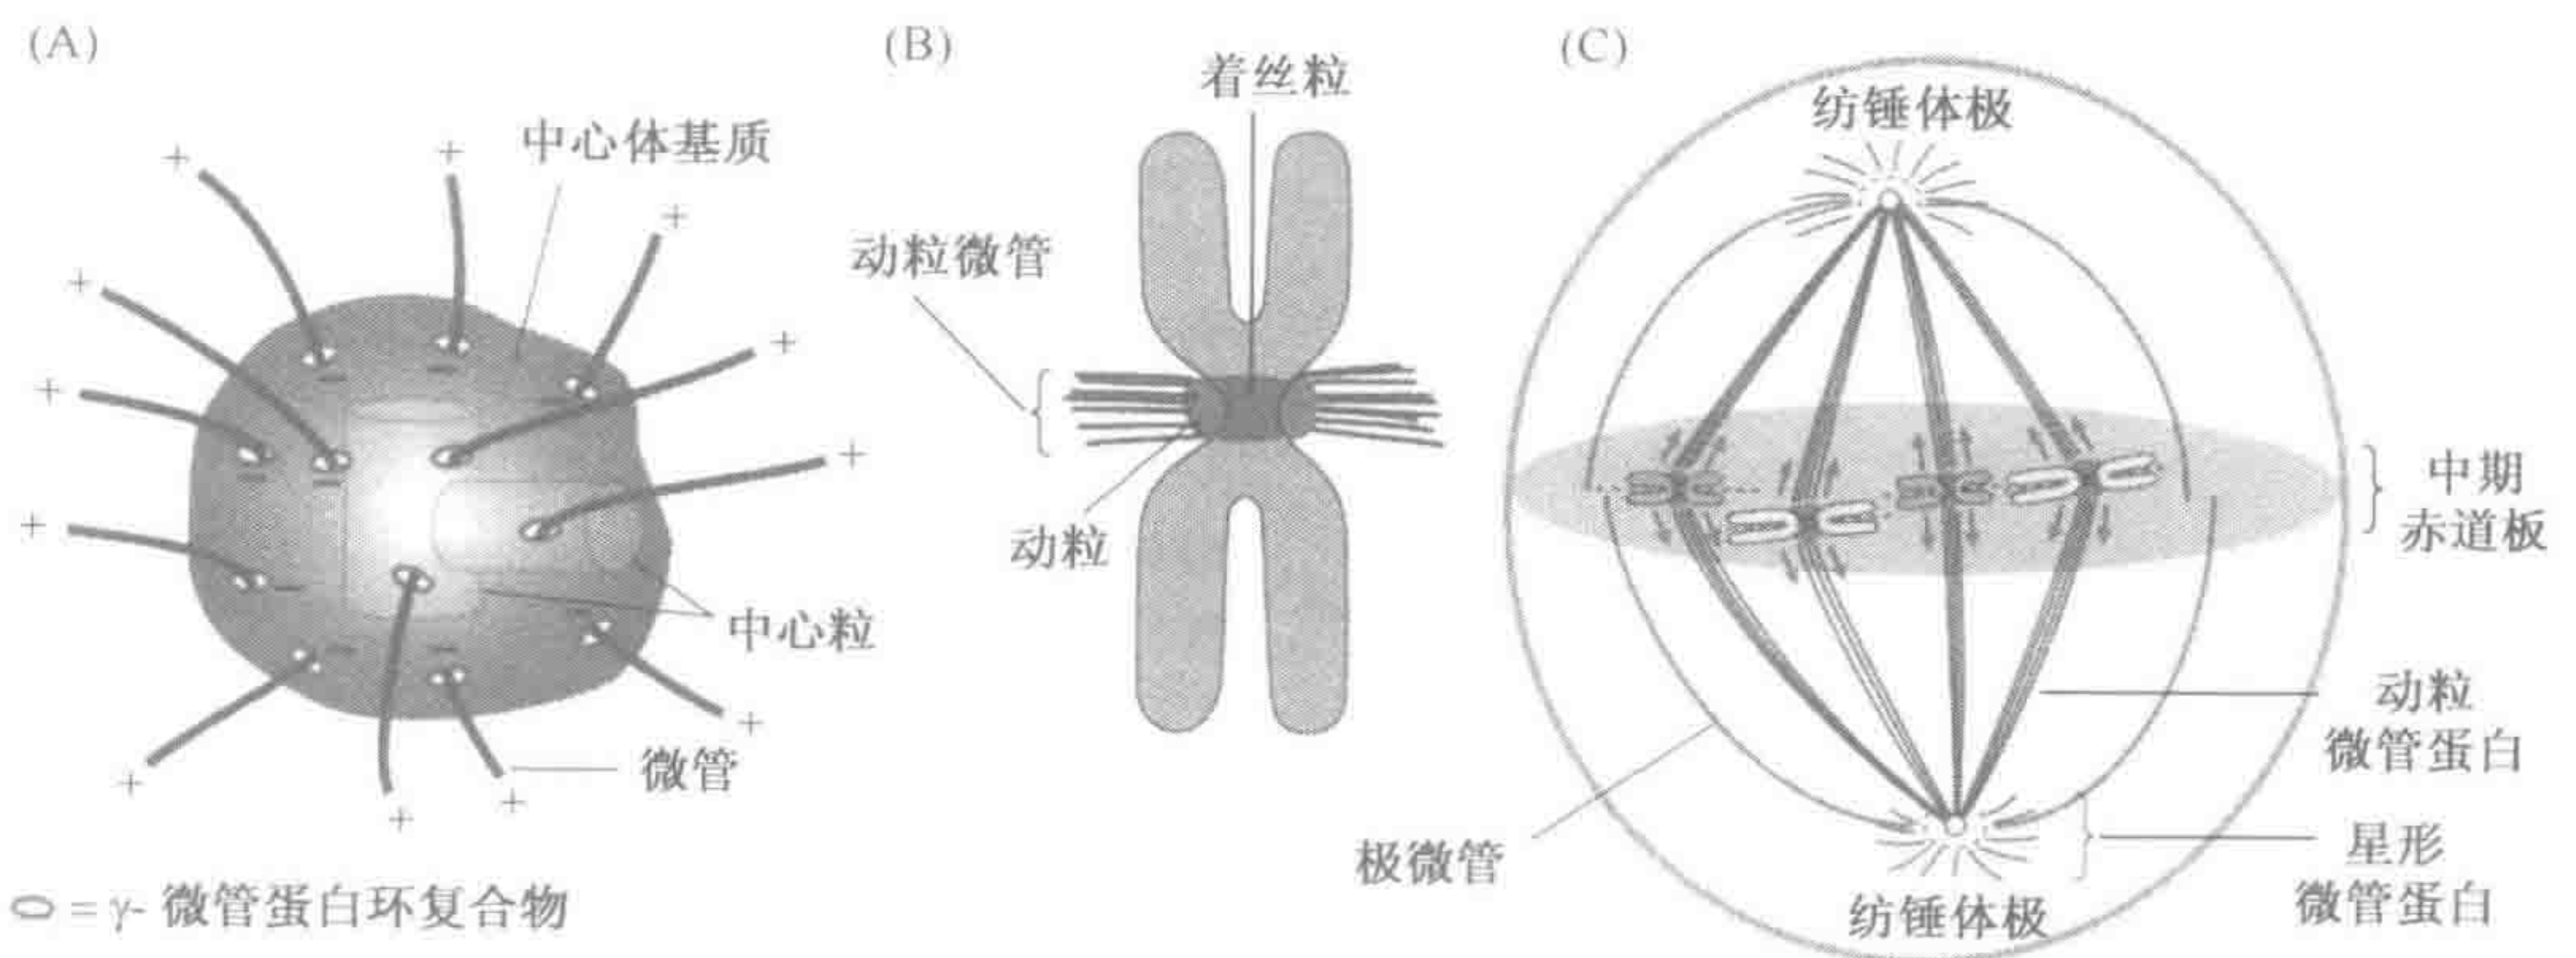 (A)
中心体基质
+
+
+
+
+
+
+
+
+
+
+
+
+
中心粒
微管
O = γ- 微管蛋白环复合物
(B)
着丝粒
动粒微管
动粒
(C)
纺锤体极
中期
赤道板
动粒
微管蛋白
极微管
星形
微管蛋白
纺锤体极